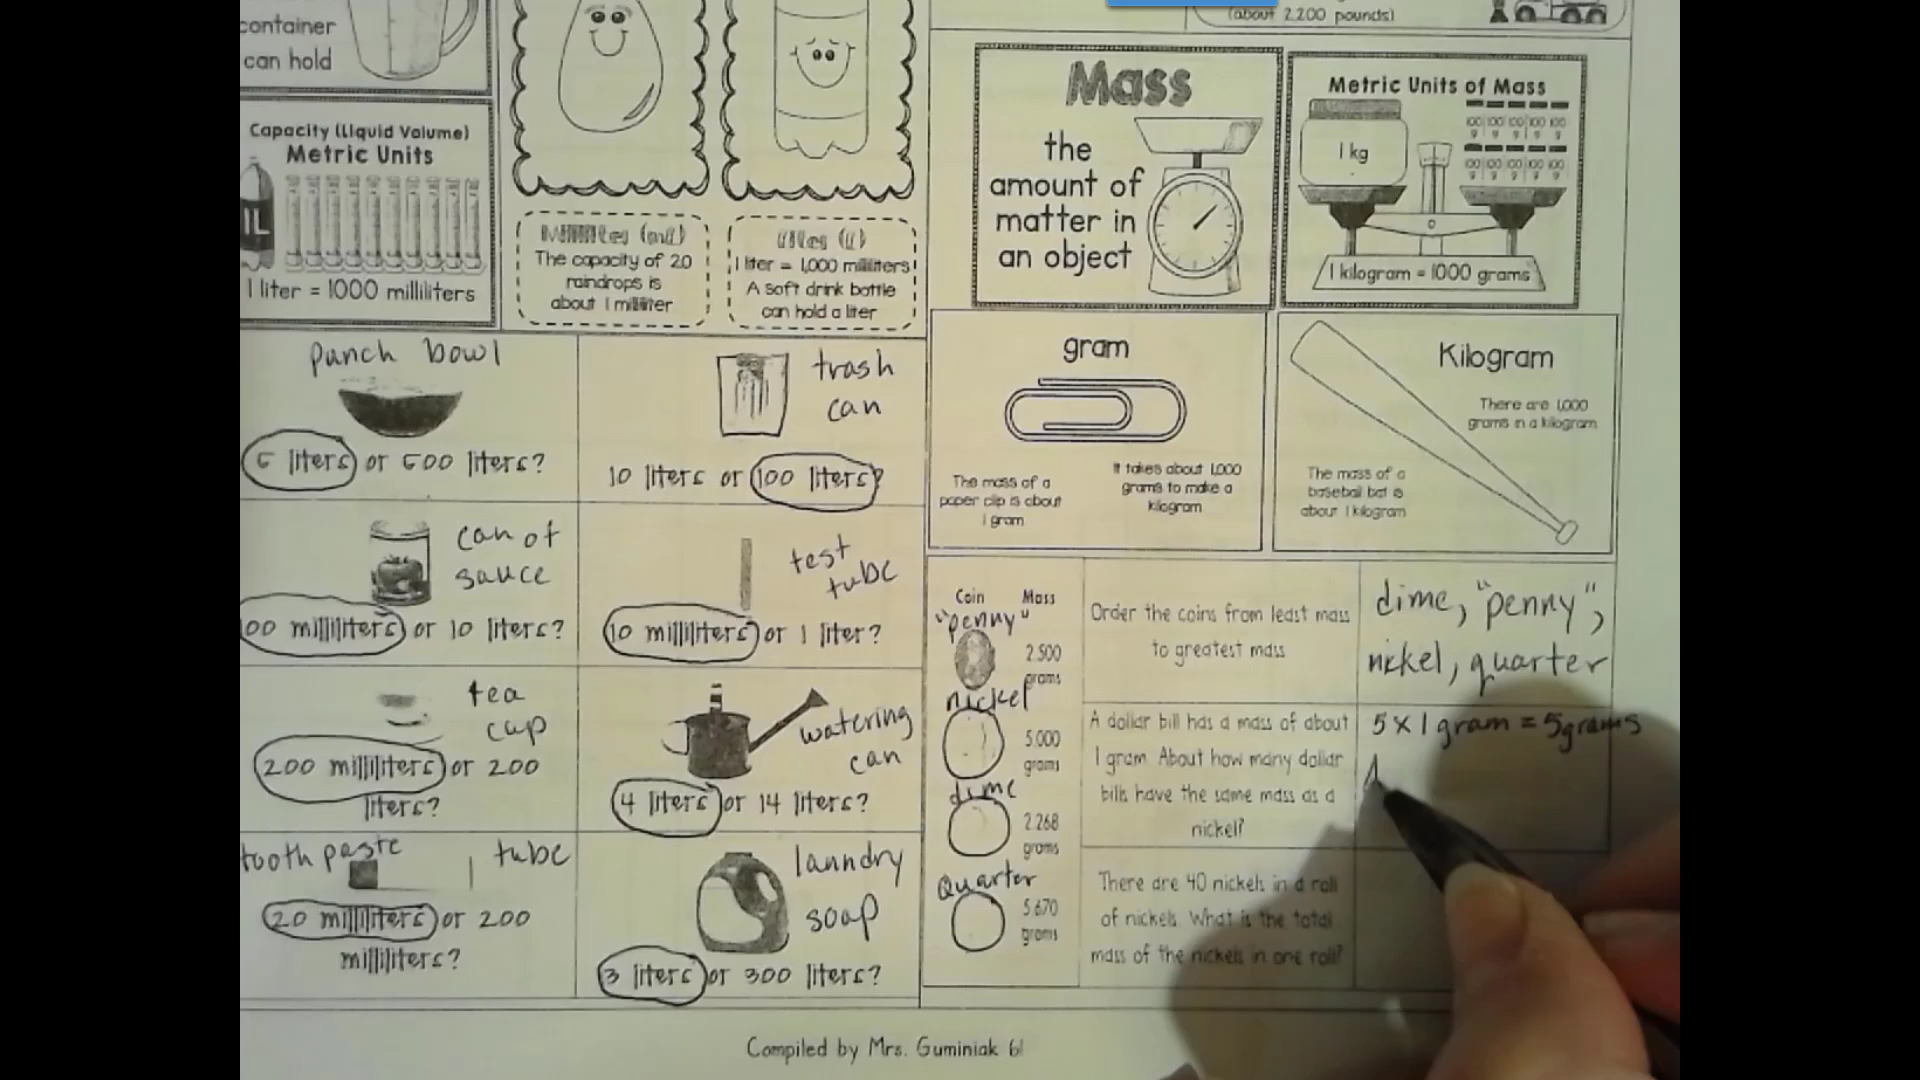 container
can hold
Capacity (Liquid Volume)
Metric Units
1 liter = 1000 milliliters
The capacity of 20
raindrops is
about 1 milliliter
1 liter = 1,000 milliliters
A soft drink bottle
can hold a liter
(about 2,200 pounds)
Mass
the
amount of
matter in
an object
Metric Units of Mass
1 kg
100 100 100 100 100
g g g g g
100 100 100 100 100
g g g g g
1 kilogram = 1000 grams
gram
The mass of a
paper clip is about
1 gram
It takes about 1,000
grams to make a
kilogram
Kilogram
There are 1,000
grams in a kilogram
The mass of a
baseball bat is
about 1 kilogram
punch bowl
liters or 500 liters?
trash
can
10 liters or 100 liters?
can of
sauce
00 milliliters or 10 liters?
test
tube
10 milliliters or 1 liter?
tea
cup
200 milliliters or 200
liters?
watering
can
4 liters or 14 liters?
tooth paste tube
20 milliliters or 200
milliliters?
laundry
soap
3 liters or 300 liters?
Coin Mass
"penny"
2.500
grams
nickel
5.000
grams
dime
2.268
grams
Quarter
5.670
grams
Order the coins from least mass
to greatest mass
dime, "penny",
nickel, quarter
A dollar bill has a mass of about
1 gram. About how many dollar
bills have the same mass as a
nickel?
5 x 1 gram = 5 grams
There are 40 nickels in a roll
of nickels. What is the total
mass of the nickels in one roll?
Compiled by Mrs. Guminiak